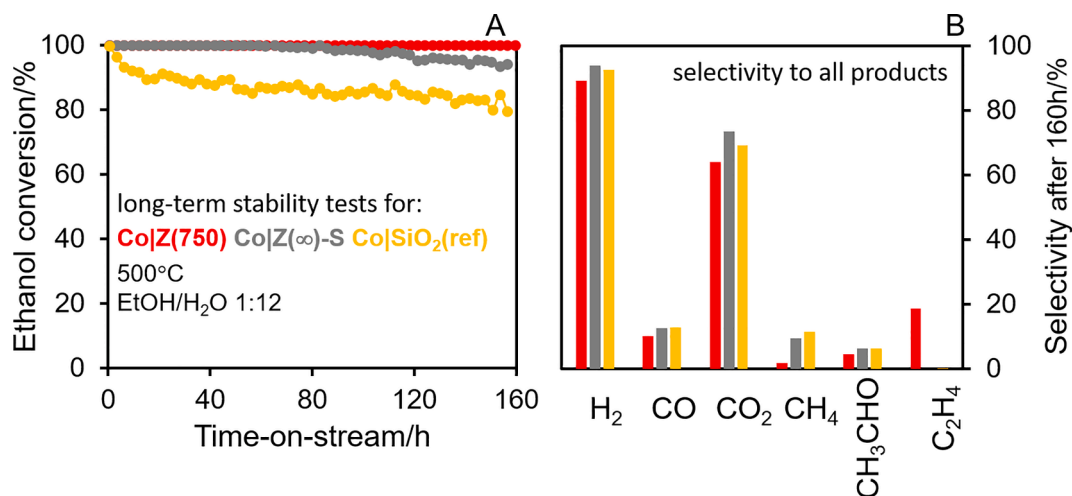 A
Ethanol conversion/%
100
80
60
40
20
0
long-term stability tests for:
Co|Z(750) Co|Z(∞)-S Co|SiO₂(ref)
500°C
EtOH/H₂O 1:12
0 40 80 120 160
Time-on-stream/h
B
selectivity to all products
100
80
60
40
20
0
Selectivity after 160h/%
H₂ CO CO₂ CH₄ CH₃CHO C₂H₄